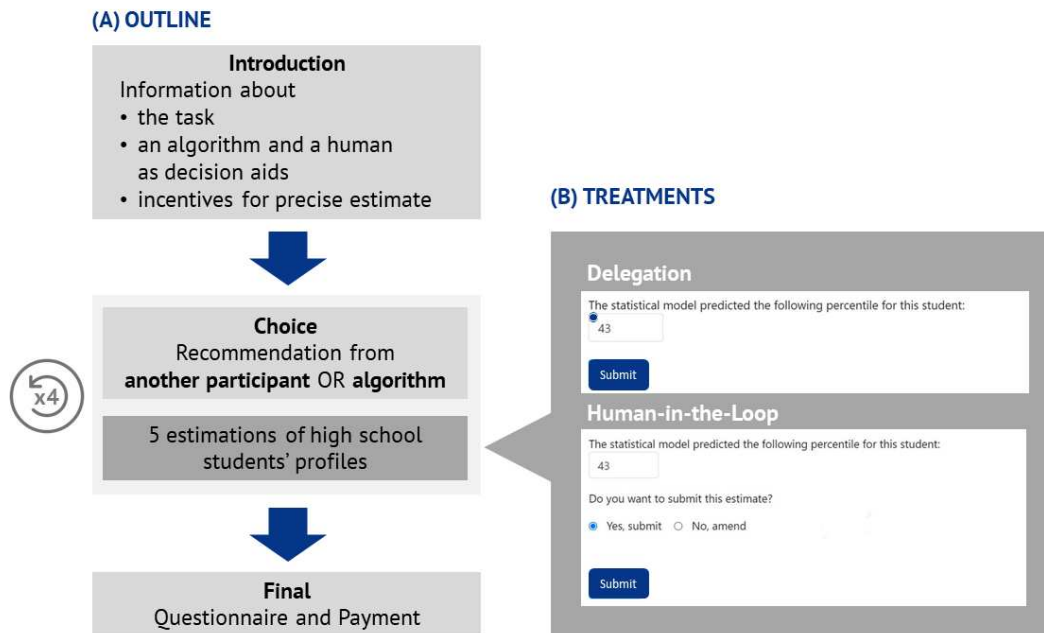 (A) OUTLINE
Introduction
Information about
• the task
• an algorithm and a human
as decision aids
• incentives for precise estimate
x4
Choice
Recommendation from
another participant OR algorithm
5 estimations of high school
students’ profiles
Final
Questionnaire and Payment
(B) TREATMENTS
Delegation
The statistical model predicted the following percentile for this student:
43
Submit
Human-in-the-Loop
The statistical model predicted the following percentile for this student:
43
Do you want to submit this estimate?
Yes, submit No, amend
Submit